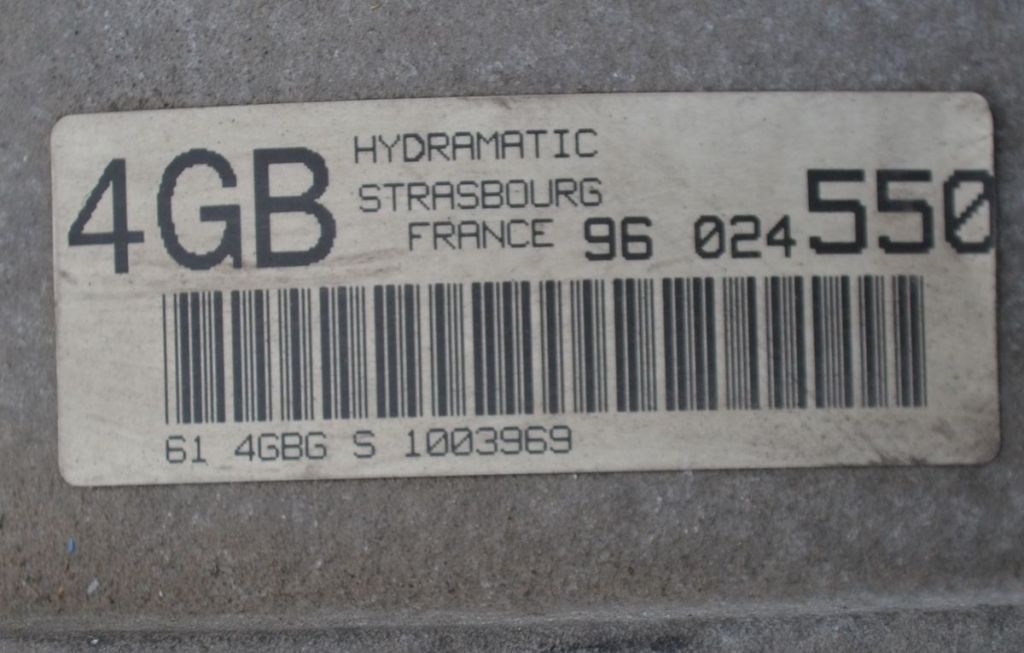 4GB HYDRAMATIC
STRASBOURG
FRANCE 96 024 550
61 4GBG S 1003969